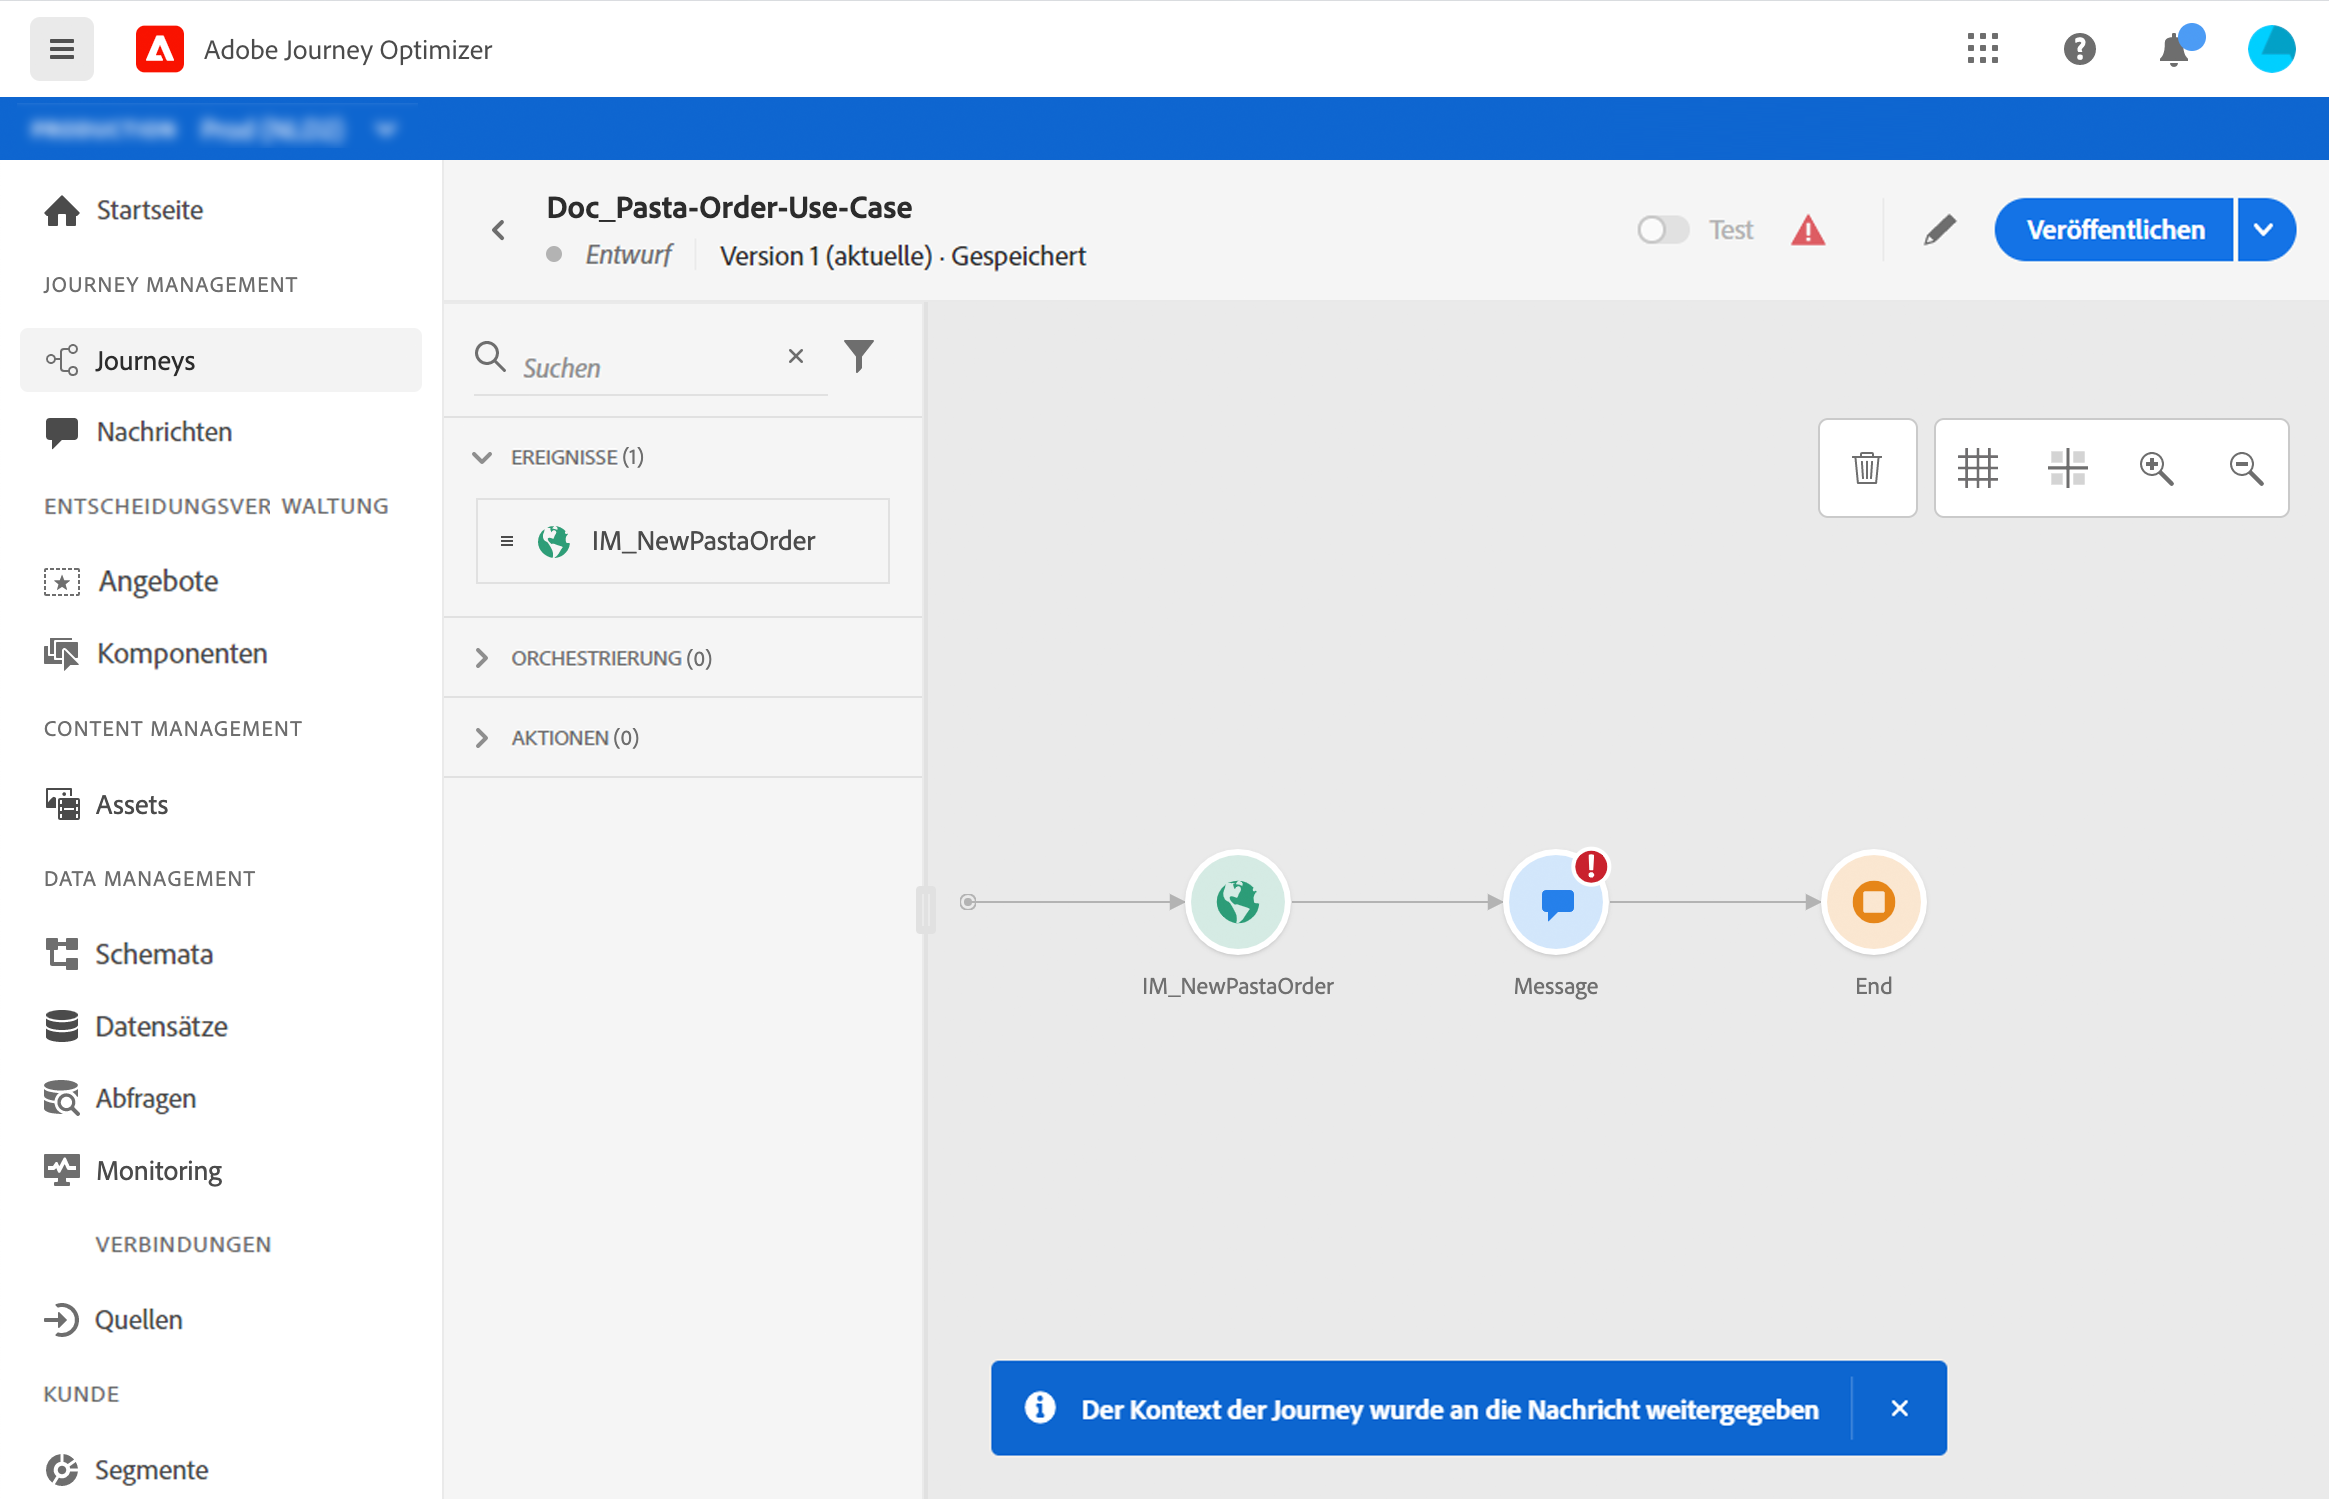 Adobe Journey Optimizer
Startseite
JOURNEY MANAGEMENT
Journeys
Nachrichten
ENTSCHEIDUNGSVER WALTUNG
Angebote
Komponenten
CONTENT MANAGEMENT
Assets
DATA MANAGEMENT
Schemata
Datensätze
Abfragen
Monitoring
VERBINDUNGEN
Quellen
KUNDE
Segmente
Doc_Pasta-Order-Use-Case
Entwurf
Version 1 (aktuelle) · Gespeichert
Test
Veröffentlichen
Suchen
EREIGNISSE (1)
IM_NewPastaOrder
ORCHESTRIERUNG (0)
AKTIONEN (0)
IM_NewPastaOrder
Message
End
Der Kontext der Journey wurde an die Nachricht weitergegeben